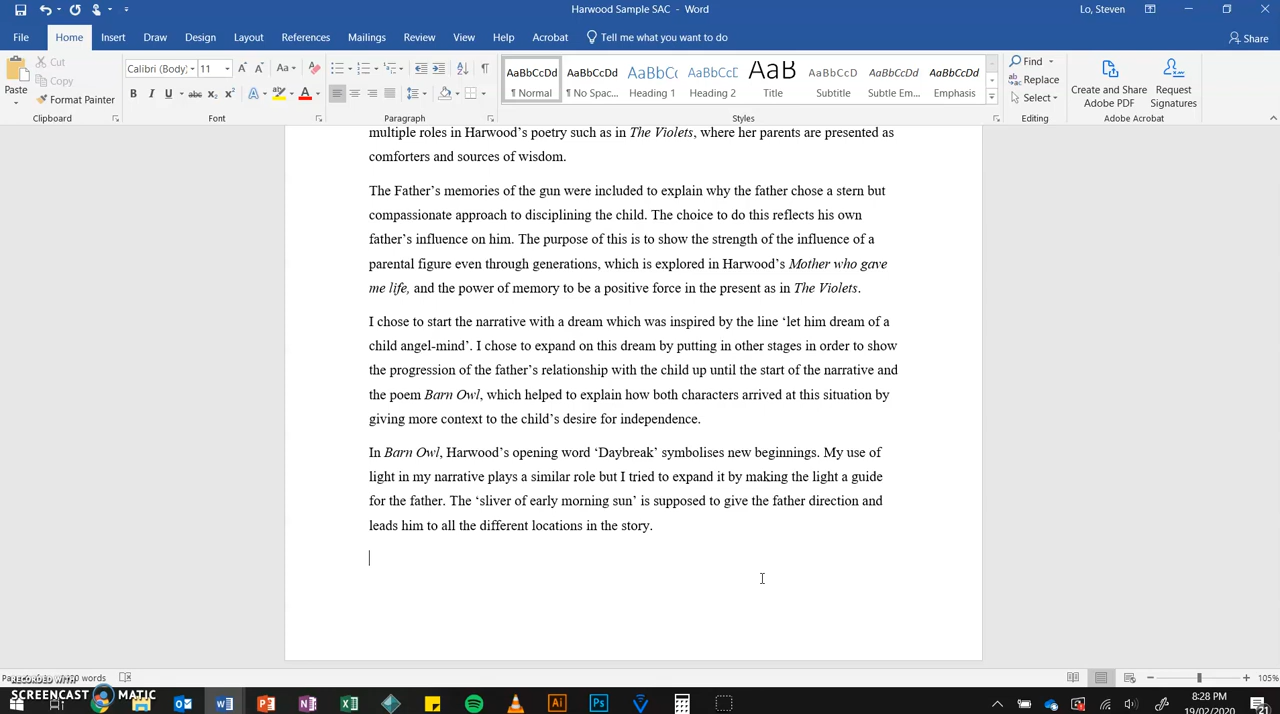 Harwood Sample SAC - Word
Lo, Steven
File Home Insert Draw Design Layout References Mailings Review View Help Acrobat Tell me what you want to do
Share
Paste
Cut
Copy
Format Painter
Clipboard
Calibri (Body) 11
Font
Paragraph
AaBbCcDd AaBbCcDd AaBbCc AaBbCcE AaB AaBbCcD AaBbCcDd AaBbCcDd
¶ Normal ¶ No Spac... Heading 1 Heading 2 Title Subtitle Subtle Em... Emphasis
Styles
Find
Replace
Select
Editing
Create and Share Adobe PDF
Request Signatures
Adobe Acrobat
multiple roles in Harwood's poetry such as in The Violets, where her parents are presented as
comforters and sources of wisdom.
The Father's memories of the gun were included to explain why the father chose a stern but
compassionate approach to disciplining the child. The choice to do this reflects his own
father's influence on him. The purpose of this is to show the strength of the influence of a
parental figure even through generations, which is explored in Harwood's Mother who gave
me life, and the power of memory to be a positive force in the present as in The Violets.
I chose to start the narrative with a dream which was inspired by the line ‘let him dream of a
child angel-mind’. I chose to expand on this dream by putting in other stages in order to show
the progression of the father's relationship with the child up until the start of the narrative and
the poem Barn Owl, which helped to explain how both characters arrived at this situation by
giving more context to the child's desire for independence.
In Barn Owl, Harwood's opening word ‘Daybreak’ symbolises new beginnings. My use of
light in my narrative plays a similar role but I tried to expand it by making the light a guide
for the father. The ‘sliver of early morning sun’ is supposed to give the father direction and
leads him to all the different locations in the story.
words
105%
RECORDED WITH
SCREENCAST MATIC
8:28 PM
19/02/2020
21